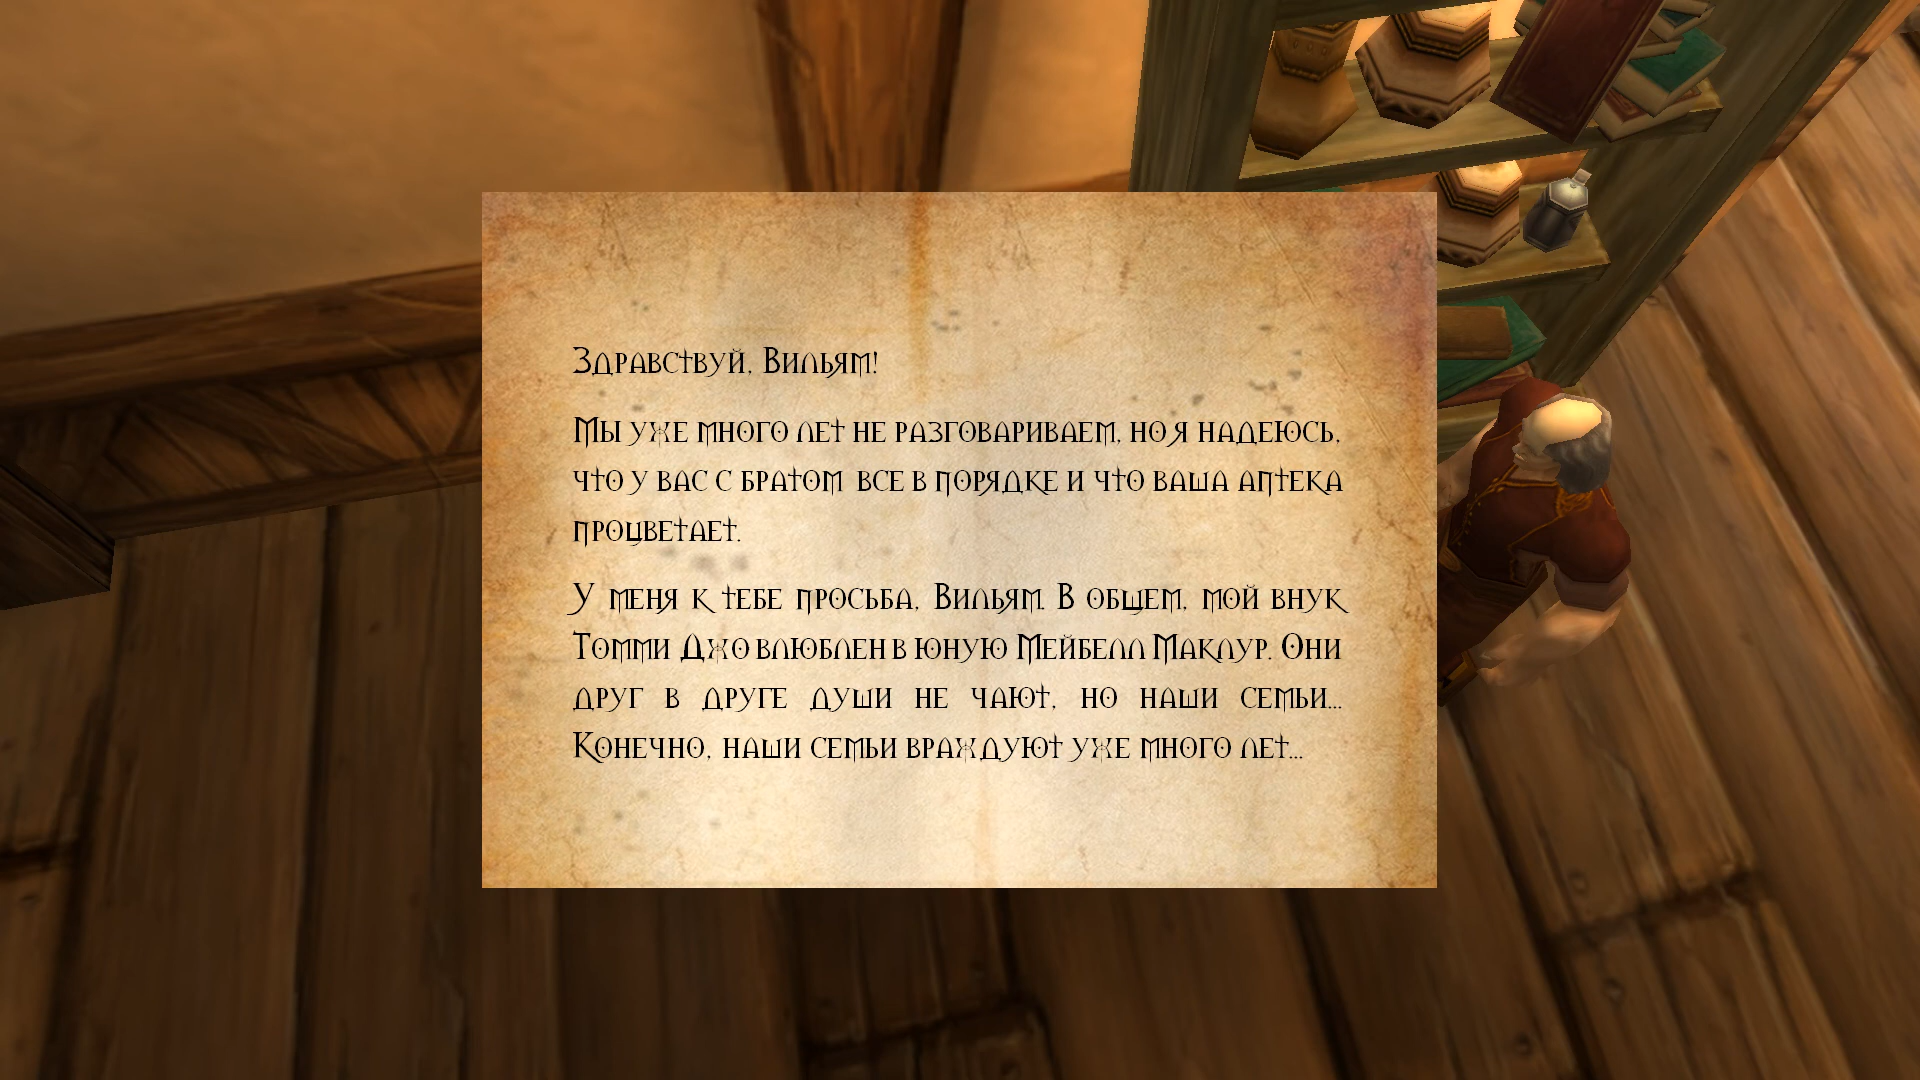 Здравствуй, Вильям!
Мы уже много лет не разговариваем, но я надеюсь,
что у вас с братом все в порядке и что ваша аптека
процветает.
У меня к тебе просьба, Вильям. В общем, мой внук
Томми Джо влюблен в юную Мейбелл Маклур. Они
друг в друге души не чают, но наши семьи...
Конечно, наши семьи враждуют уже много лет...